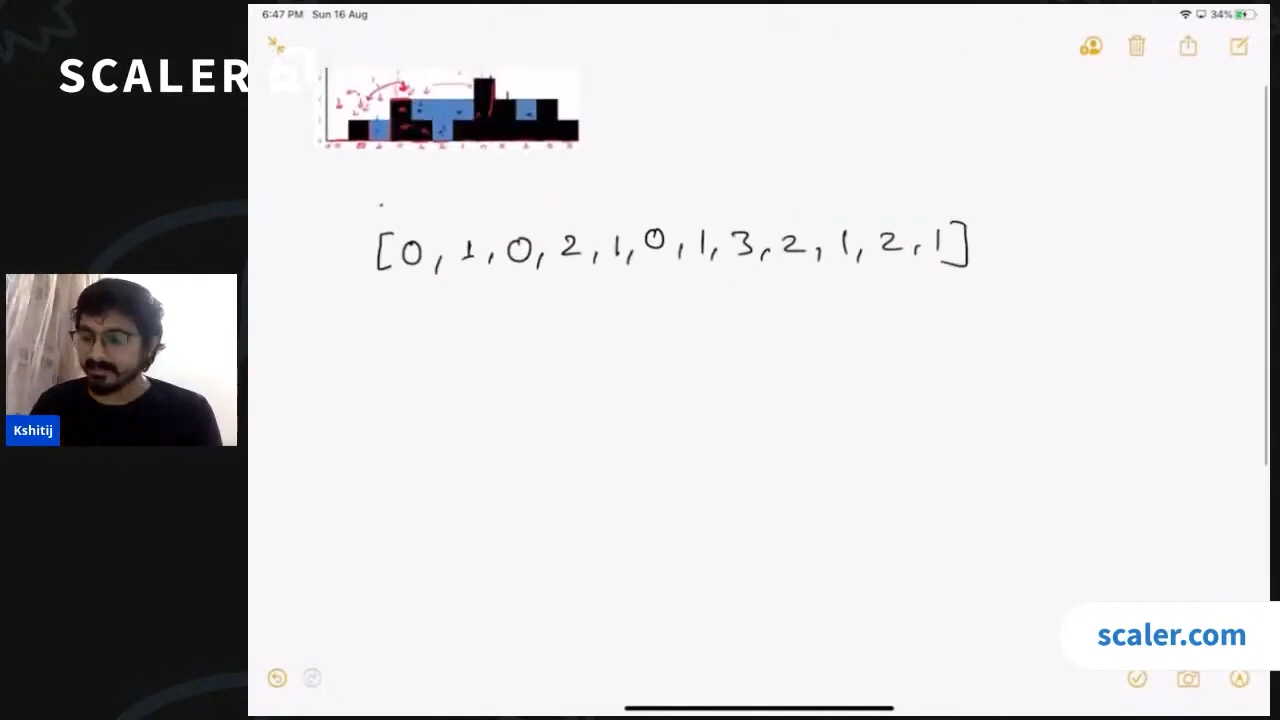 6:47 PM Sun 16 Aug
34%
SCALER
[0, 1, 0, 2, 1, 0, 1, 3, 2, 1, 2, 1]
Kshitij
scaler.com